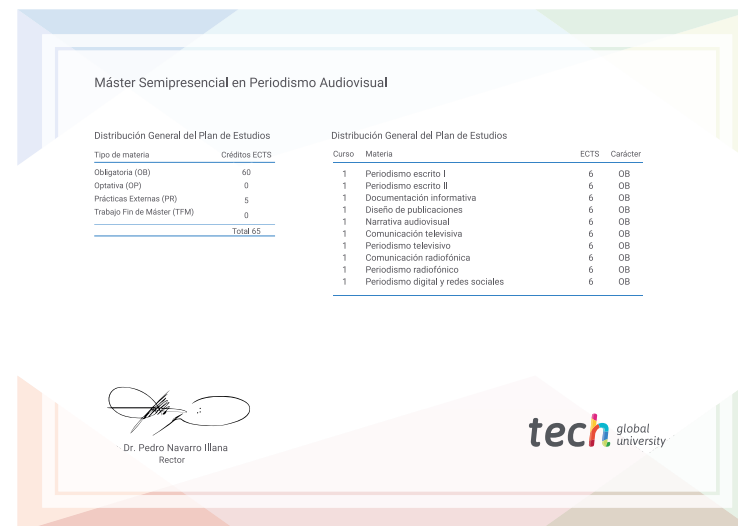 Máster Semipresencial en Periodismo Audiovisual
Distribución General del Plan de Estudios
Tipo de materia Créditos ECTS
Obligatoria (OB) 60
Optativa (OP) 0
Prácticas Externas (PR) 5
Trabajo Fin de Máster (TFM) 0
Total 65
Distribución General del Plan de Estudios
Curso Materia ECTS Carácter
1 Periodismo escrito I 6 OB
1 Periodismo escrito II 6 OB
1 Documentación informativa 6 OB
1 Diseño de publicaciones 6 OB
1 Narrativa audiovisual 6 OB
1 Comunicación televisiva 6 OB
1 Periodismo televisivo 6 OB
1 Comunicación radiofónica 6 OB
1 Periodismo radiofónico 6 OB
1 Periodismo digital y redes sociales 6 OB
Dr. Pedro Navarro Illana
Rector
tech global
university